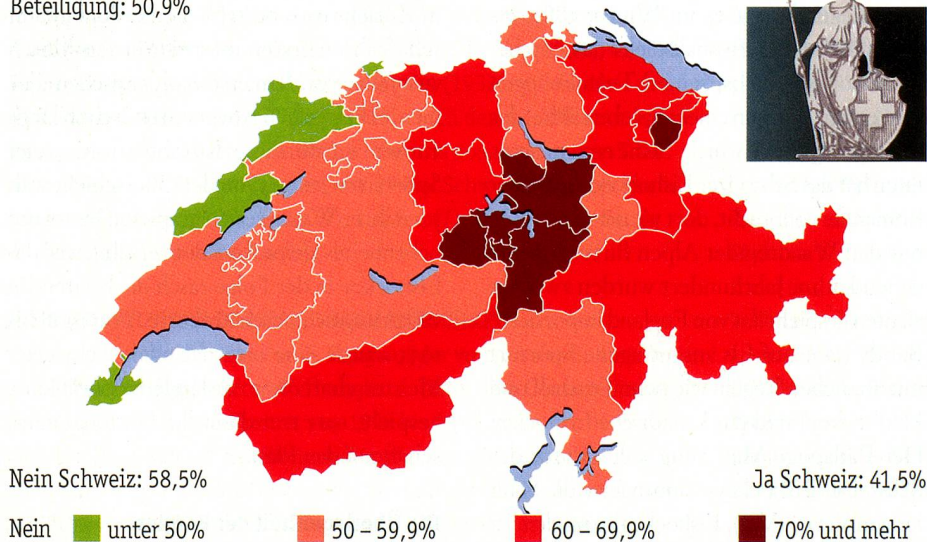 Beteiligung: 50,9%
Nein Schweiz: 58,5%
Ja Schweiz: 41,5%
Nein
unter 50%
50 – 59,9%
60 – 69,9%
70% und mehr